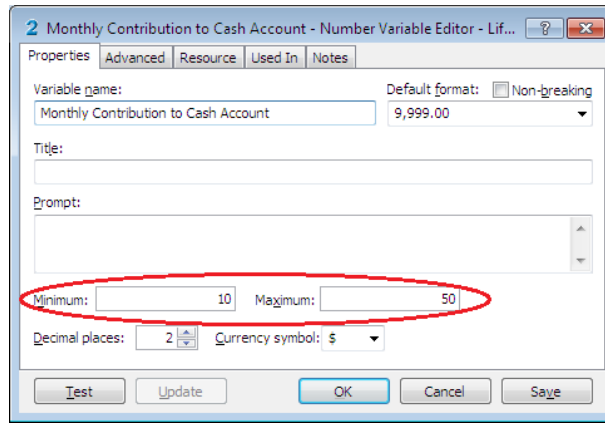 2 Monthly Contribution to Cash Account - Number Variable Editor - Lif... ?
Properties Advanced Resource Used In Notes
Variable name: Default format: Non-breaking
Monthly Contribution to Cash Account 9,999.00
Title:
Prompt:
Minimum: 10 Maximum: 50
Decimal places: 2 Currency symbol: $
Test Update OK Cancel Save